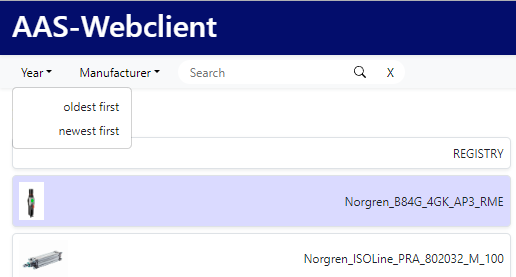 AAS-Webclient
Year Manufacturer Search X
oldest first
newest first
REGISTRY
Norgren_B84G_4GK_AP3_RME
Norgren_ISOLine_PRA_802032_M_100